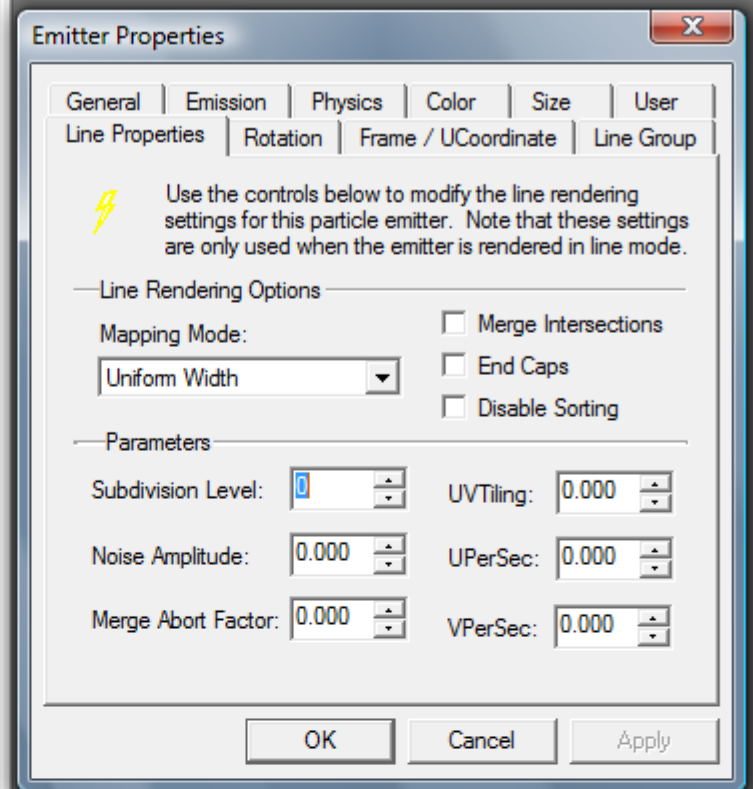 Emitter Properties
General Emission Physics Color Size User
Line Properties Rotation Frame / UCoordinate Line Group
Use the controls below to modify the line rendering
settings for this particle emitter. Note that these settings
are only used when the emitter is rendered in line mode.
Line Rendering Options
Mapping Mode:
Uniform Width
Merge Intersections
End Caps
Disable Sorting
Parameters
Subdivision Level: 0
UVTiling: 0.000
Noise Amplitude: 0.000
UPerSec: 0.000
Merge Abort Factor: 0.000
VPerSec: 0.000
OK Cancel Apply